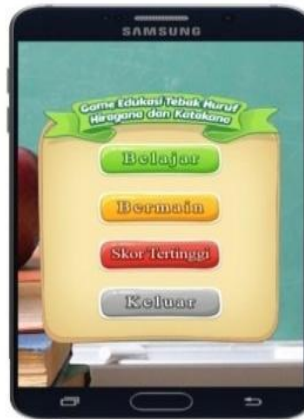 SAMSUNG
Game Edukasi Tebak Huruf
Hiragana dan Katakana
Belajar
Bermain
Skor Tertinggi
Keluar